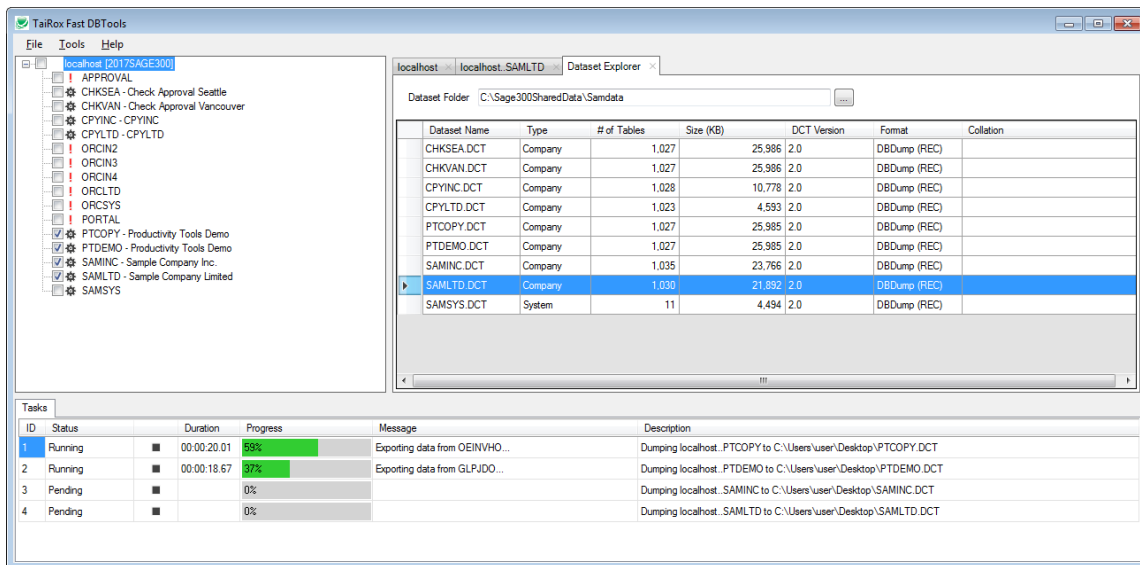 TaiRox Fast DBTools
File Tools Help
localhost [2017SAGE300]
APPROVAL
CHKSEA - Check Approval Seattle
CHKVAN - Check Approval Vancouver
CPYINC - CPYINC
CPYLTD - CPYLTD
ORCIN2
ORCIN3
ORCIN4
ORCLTD
ORCSYS
PORTAL
PTCOPY - Productivity Tools Demo
PTDEMO - Productivity Tools Demo
SAMINC - Sample Company Inc.
SAMLTD - Sample Company Limited
SAMSYS
localhost localhost..SAMLTD Dataset Explorer
Dataset Folder C:\Sage300SharedData\Samdata ...
Dataset Name Type # of Tables Size (KB) DCT Version Format Collation
CHKSEA.DCT Company 1,027 25,986 2.0 DBDump (REC)
CHKVAN.DCT Company 1,027 25,986 2.0 DBDump (REC)
CPYINC.DCT Company 1,028 10,778 2.0 DBDump (REC)
CPYLTD.DCT Company 1,023 4,593 2.0 DBDump (REC)
PTCOPY.DCT Company 1,027 25,985 2.0 DBDump (REC)
PTDEMO.DCT Company 1,027 25,985 2.0 DBDump (REC)
SAMINC.DCT Company 1,035 23,766 2.0 DBDump (REC)
SAMLTD.DCT Company 1,030 21,892 2.0 DBDump (REC)
SAMSYS.DCT System 11 4,494 2.0 DBDump (REC)
Tasks
ID Status Duration Progress Message Description
1 Running 00:00:20.01 59% Exporting data from OEINVHO... Dumping localhost..PTCOPY to C:\Users\user\Desktop\PTCOPY.DCT
2 Running 00:00:18.67 37% Exporting data from GLPJDO... Dumping localhost..PTDEMO to C:\Users\user\Desktop\PTDEMO.DCT
3 Pending 0% Dumping localhost..SAMINC to C:\Users\user\Desktop\SAMINC.DCT
4 Pending 0% Dumping localhost..SAMLTD to C:\Users\user\Desktop\SAMLTD.DCT